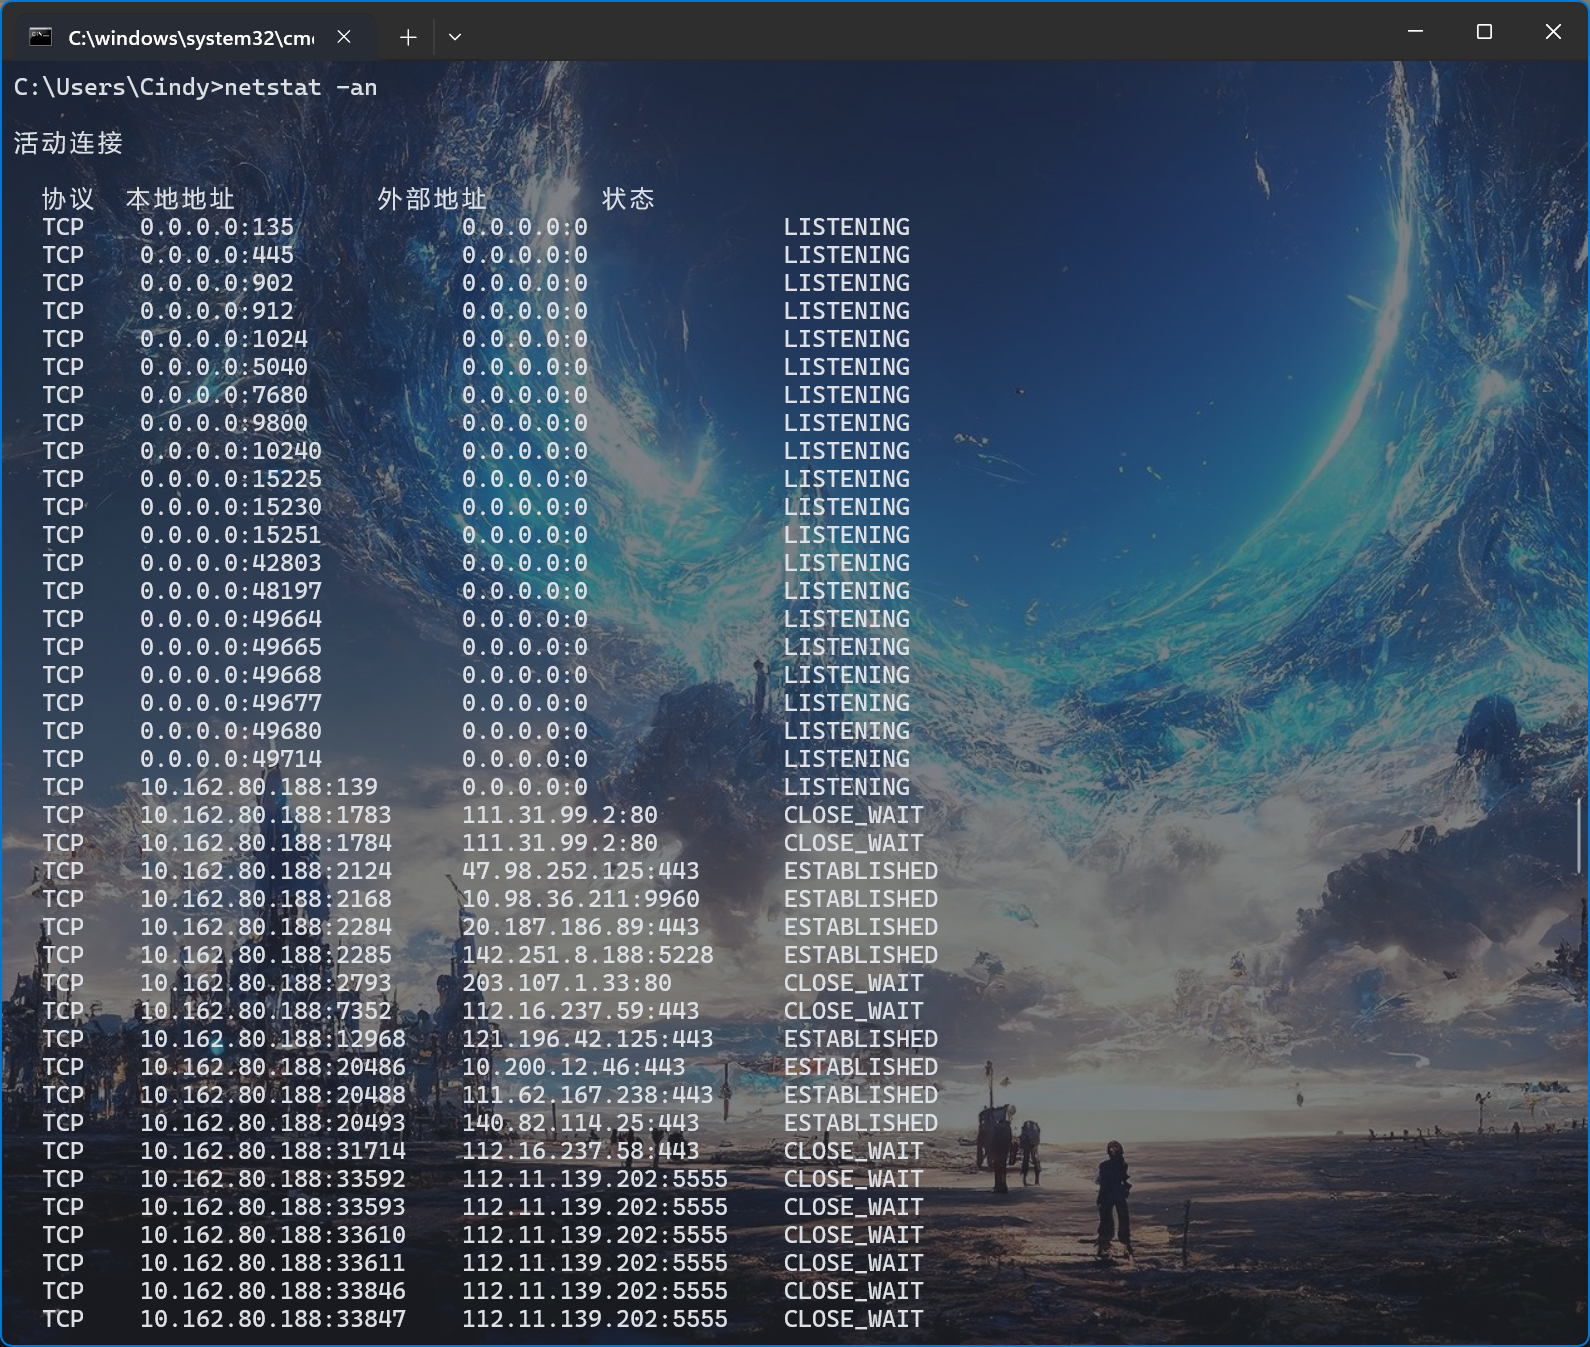 C:\windows\system32\cm
C:\Users\Cindy>netstat -an
活动连接
协议 本地地址 外部地址 状态
TCP 0.0.0.0:135 0.0.0.0:0 LISTENING
TCP 0.0.0.0:445 0.0.0.0:0 LISTENING
TCP 0.0.0.0:902 0.0.0.0:0 LISTENING
TCP 0.0.0.0:912 0.0.0.0:0 LISTENING
TCP 0.0.0.0:1024 0.0.0.0:0 LISTENING
TCP 0.0.0.0:5040 0.0.0.0:0 LISTENING
TCP 0.0.0.0:7680 0.0.0.0:0 LISTENING
TCP 0.0.0.0:9800 0.0.0.0:0 LISTENING
TCP 0.0.0.0:10240 0.0.0.0:0 LISTENING
TCP 0.0.0.0:15225 0.0.0.0:0 LISTENING
TCP 0.0.0.0:15230 0.0.0.0:0 LISTENING
TCP 0.0.0.0:15251 0.0.0.0:0 LISTENING
TCP 0.0.0.0:42803 0.0.0.0:0 LISTENING
TCP 0.0.0.0:48197 0.0.0.0:0 LISTENING
TCP 0.0.0.0:49664 0.0.0.0:0 LISTENING
TCP 0.0.0.0:49665 0.0.0.0:0 LISTENING
TCP 0.0.0.0:49668 0.0.0.0:0 LISTENING
TCP 0.0.0.0:49677 0.0.0.0:0 LISTENING
TCP 0.0.0.0:49680 0.0.0.0:0 LISTENING
TCP 0.0.0.0:49714 0.0.0.0:0 LISTENING
TCP 10.162.80.188:139 0.0.0.0:0 LISTENING
TCP 10.162.80.188:1783 111.31.99.2:80 CLOSE_WAIT
TCP 10.162.80.188:1784 111.31.99.2:80 CLOSE_WAIT
TCP 10.162.80.188:2124 47.98.252.125:443 ESTABLISHED
TCP 10.162.80.188:2168 10.98.36.211:9960 ESTABLISHED
TCP 10.162.80.188:2284 20.187.186.89:443 ESTABLISHED
TCP 10.162.80.188:2285 142.251.8.188:5228 ESTABLISHED
TCP 10.162.80.188:2793 203.107.1.33:80 CLOSE_WAIT
TCP 10.162.80.188:7352 112.16.237.59:443 CLOSE_WAIT
TCP 10.162.80.188:12968 121.196.42.125:443 ESTABLISHED
TCP 10.162.80.188:20486 10.200.12.46:443 ESTABLISHED
TCP 10.162.80.188:20488 111.62.167.238:443 ESTABLISHED
TCP 10.162.80.188:20493 140.82.114.25:443 ESTABLISHED
TCP 10.162.80.188:31714 112.16.237.58:443 CLOSE_WAIT
TCP 10.162.80.188:33592 112.11.139.202:5555 CLOSE_WAIT
TCP 10.162.80.188:33593 112.11.139.202:5555 CLOSE_WAIT
TCP 10.162.80.188:33610 112.11.139.202:5555 CLOSE_WAIT
TCP 10.162.80.188:33611 112.11.139.202:5555 CLOSE_WAIT
TCP 10.162.80.188:33846 112.11.139.202:5555 CLOSE_WAIT
TCP 10.162.80.188:33847 112.11.139.202:5555 CLOSE_WAIT